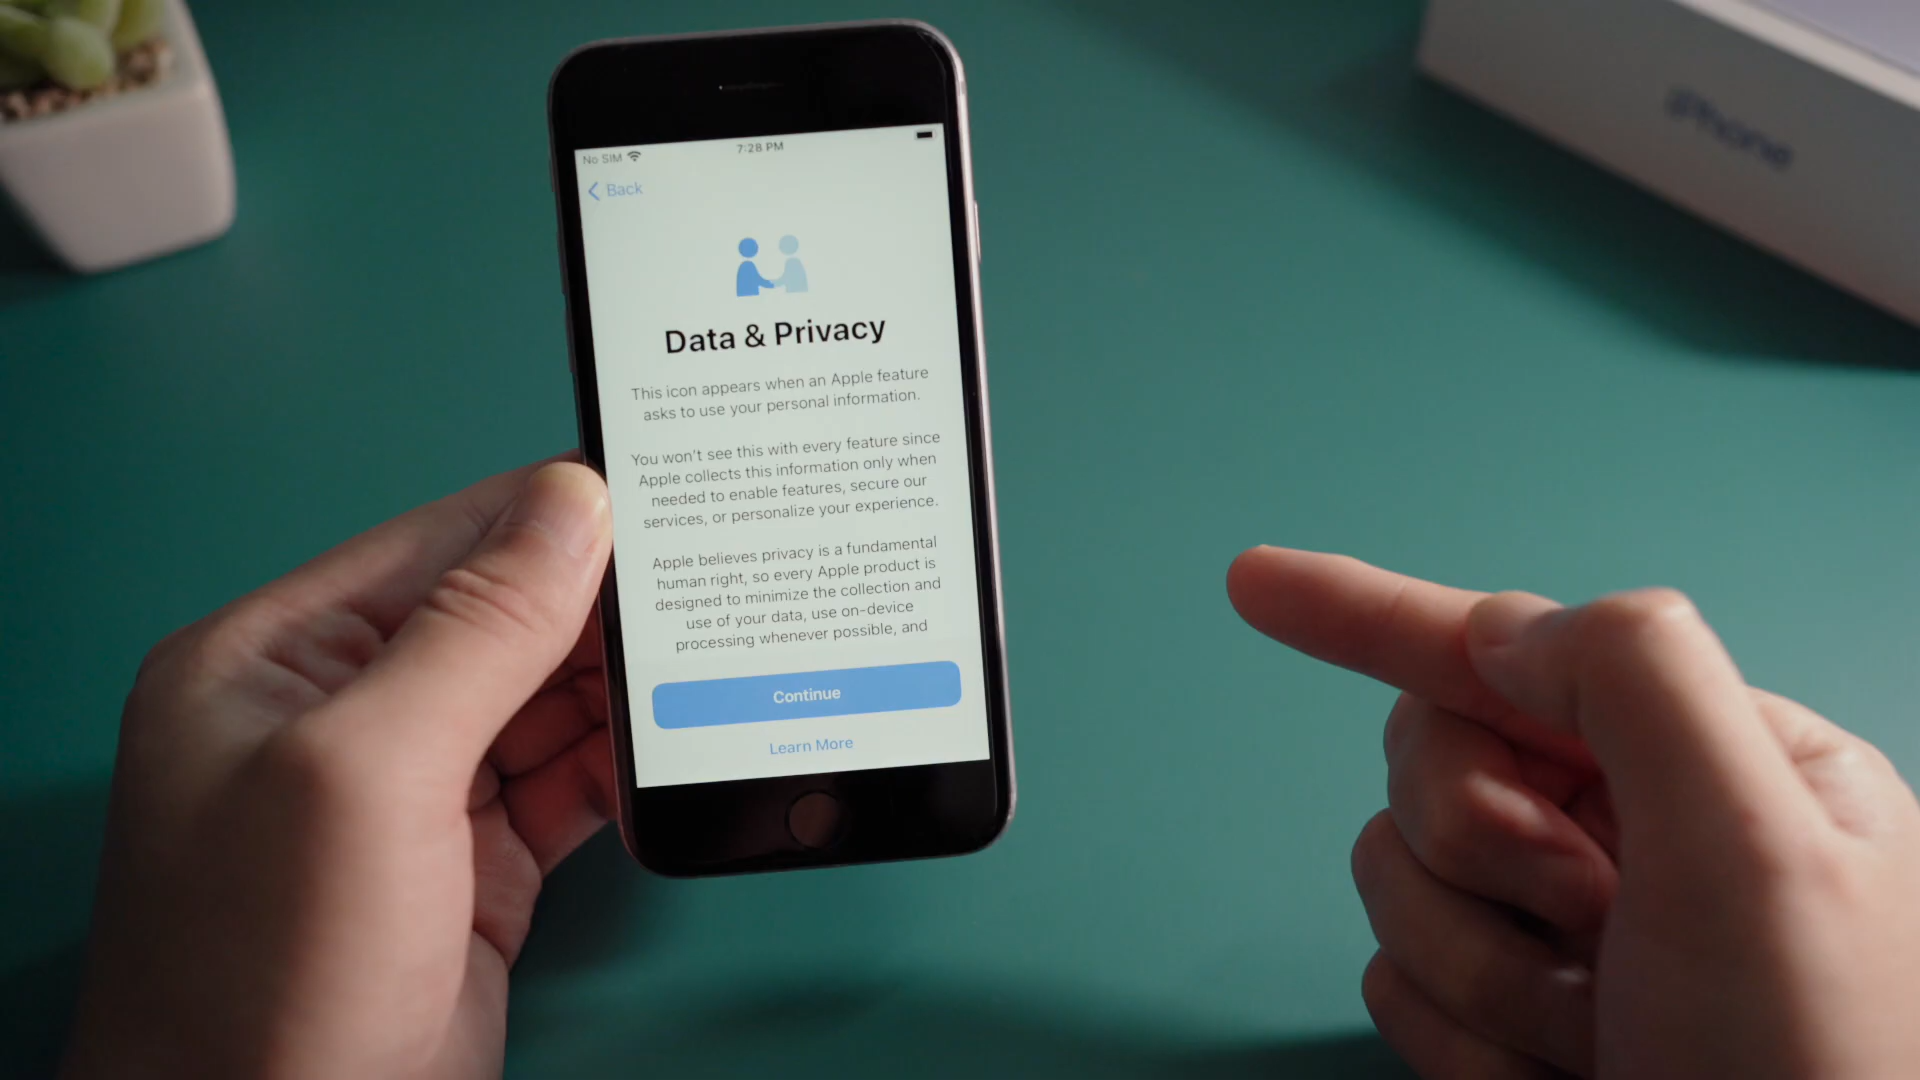 No SIM 7:28 PM
Back
Data & Privacy
This icon appears when an Apple feature
asks to use your personal information.
You won't see this with every feature since
Apple collects this information only when
needed to enable features, secure our
services, or personalize your experience.
Apple believes privacy is a fundamental
human right, so every Apple product is
designed to minimize the collection and
use of your data, use on-device
processing whenever possible, and
Continue
Learn More
iPhone